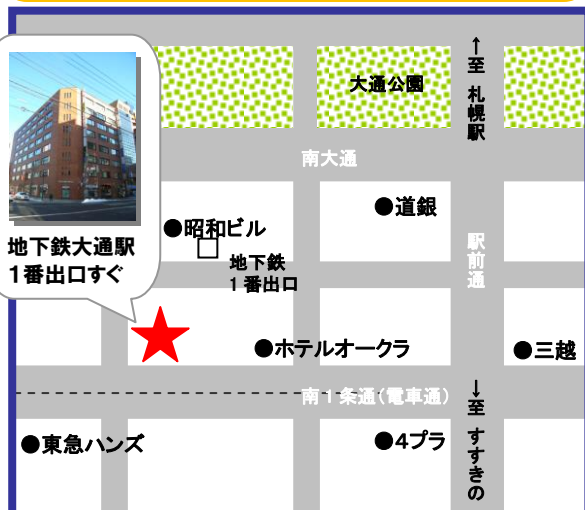 ↑至 札幌駅
大通公園
南大通
●道銀
●昭和ビル
駅前通
地下鉄大通駅
1番出口すぐ
地下鉄
1番出口
●ホテルオークラ
●三越
南1条通(電車通)
↓至 すすきの
●東急ハンズ
●4プラ